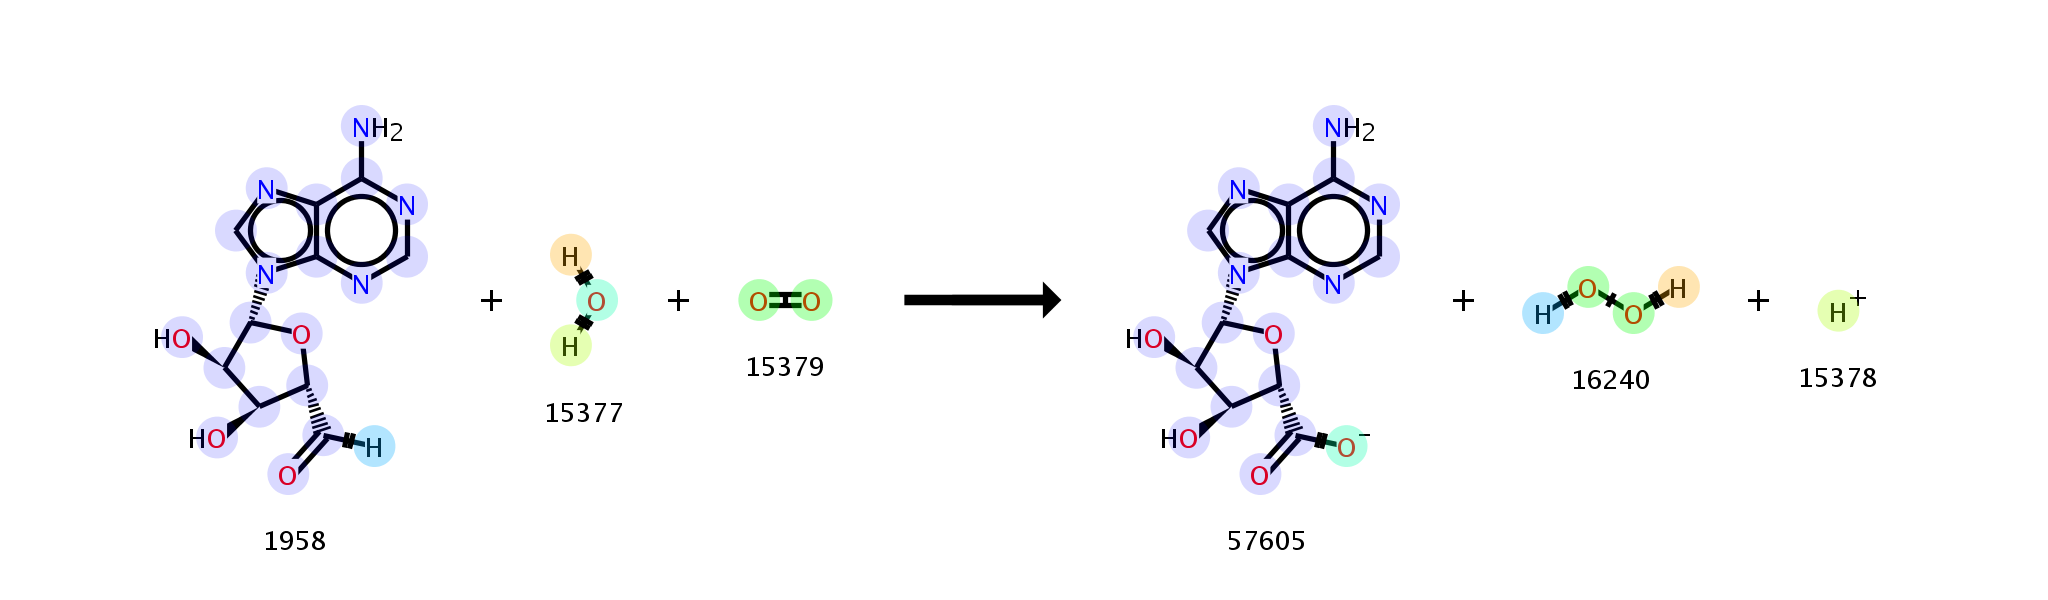 NH2
N N
N N
HO O
HO
O H
1958
+
H
O
H
15377
+
O O
15379
NH2
N N
N N
HO O
HO
O O-
57605
+
H O O H
16240
+
H+
15378